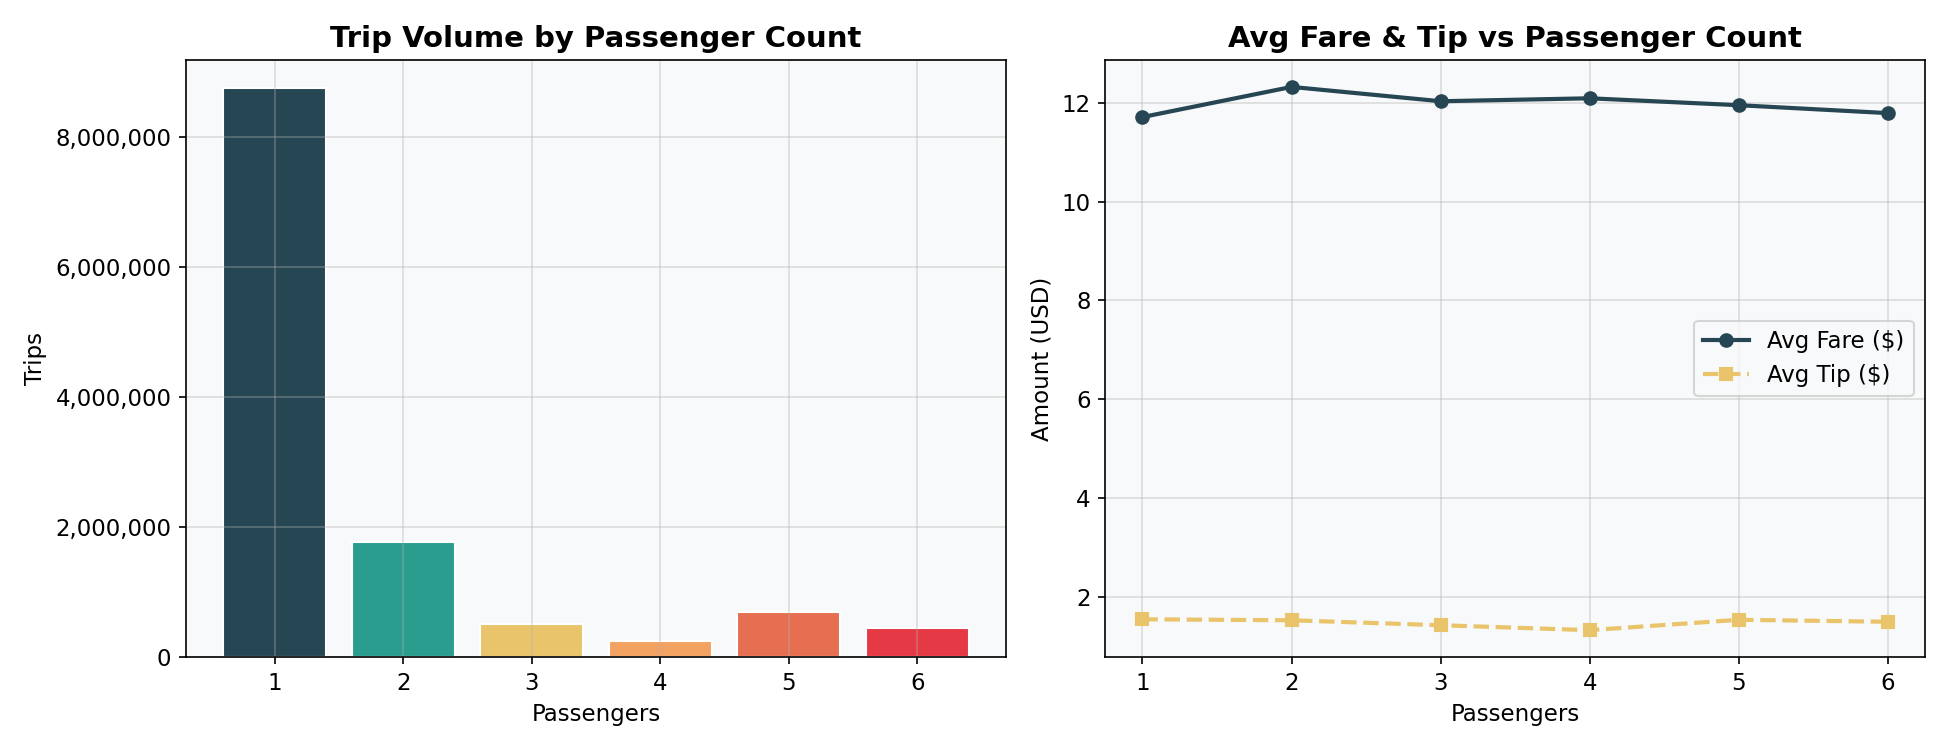 Trip Volume by Passenger Count
Trips
8,000,000
6,000,000
4,000,000
2,000,000
0
1 2 3 4 5 6
Passengers
Avg Fare & Tip vs Passenger Count
Amount (USD)
12
10
8
6
4
2
Avg Fare ($)
Avg Tip ($)
1 2 3 4 5 6
Passengers